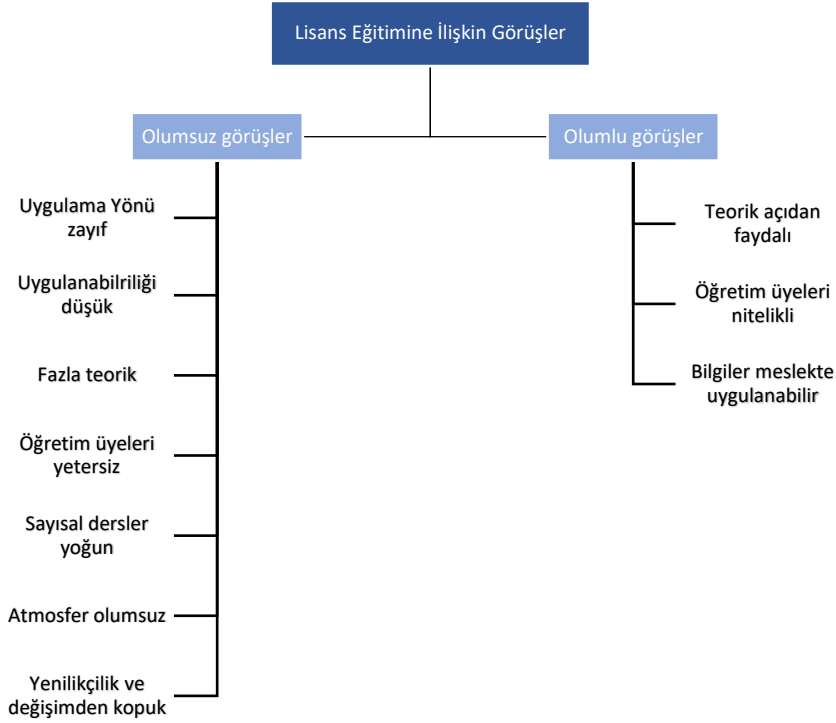 Lisans Eğitimine İlişkin Görüşler
Olumsuz görüşler
Uygulama Yönü
zayıf
Uygulanabilriliği
düşük
Fazla teorik
Öğretim üyeleri
yetersiz
Sayısal dersler
yoğun
Atmosfer olumsuz
Yenilikçilik ve
değişimden kopuk
Olumlu görüşler
Teorik açıdan
faydalı
Öğretim üyeleri
nitelikli
Bilgiler meslekte
uygulanabilir